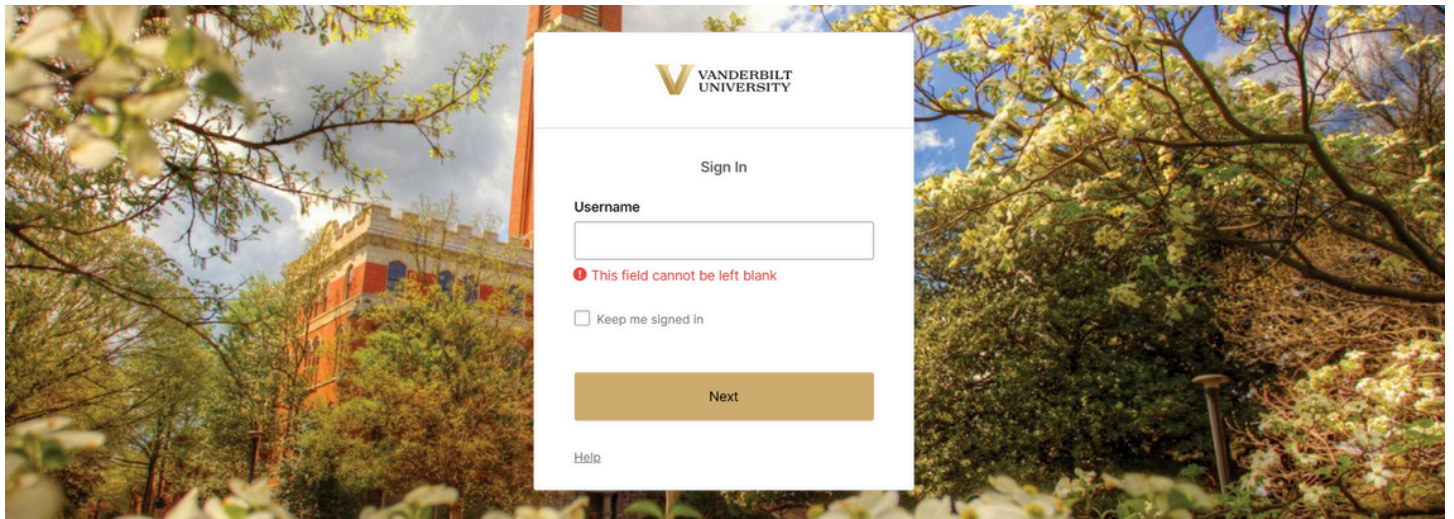 VANDERBILT
UNIVERSITY
Sign In
Username
This field cannot be left blank
Keep me signed in
Next
Help